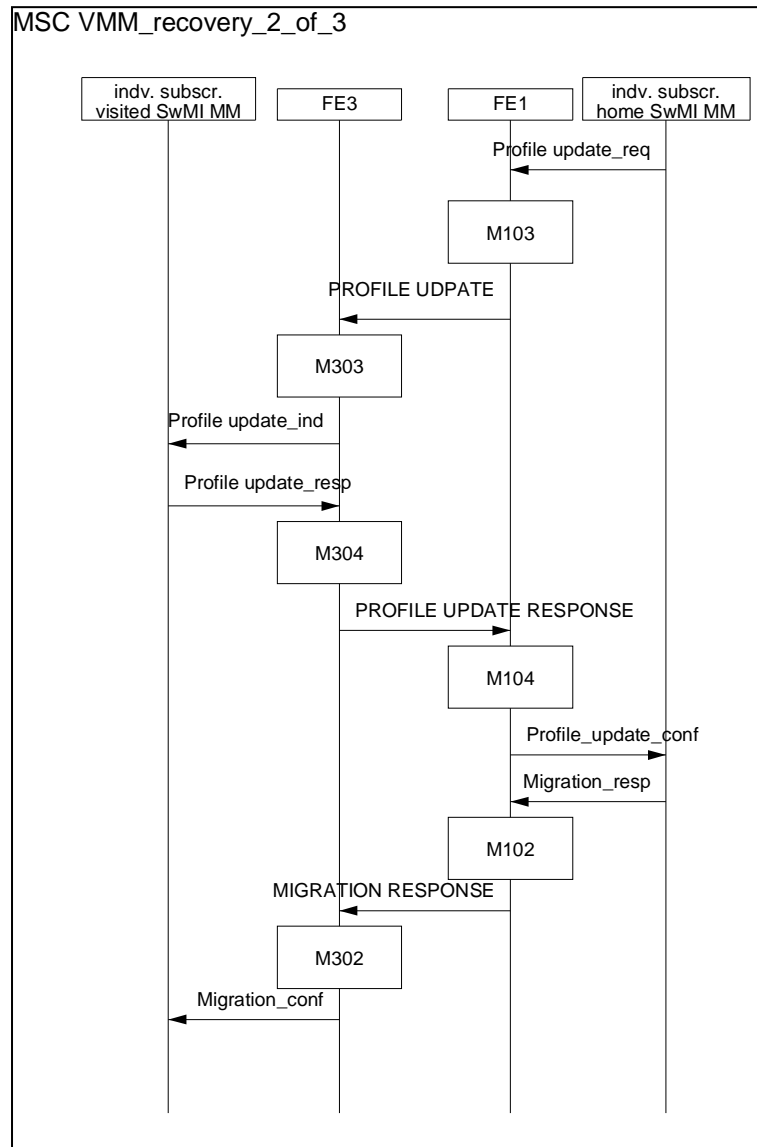 MSC VMM_recovery_2_of_3
indv. subscr.
visited SwMI MM
FE3
FE1
indv. subscr.
home SwMI MM
Profile update_req
M103
PROFILE UDPATE
M303
Profile update_ind
Profile update_resp
M304
PROFILE UPDATE RESPONSE
M104
Profile_update_conf
Migration_resp
M102
MIGRATION RESPONSE
M302
Migration_conf